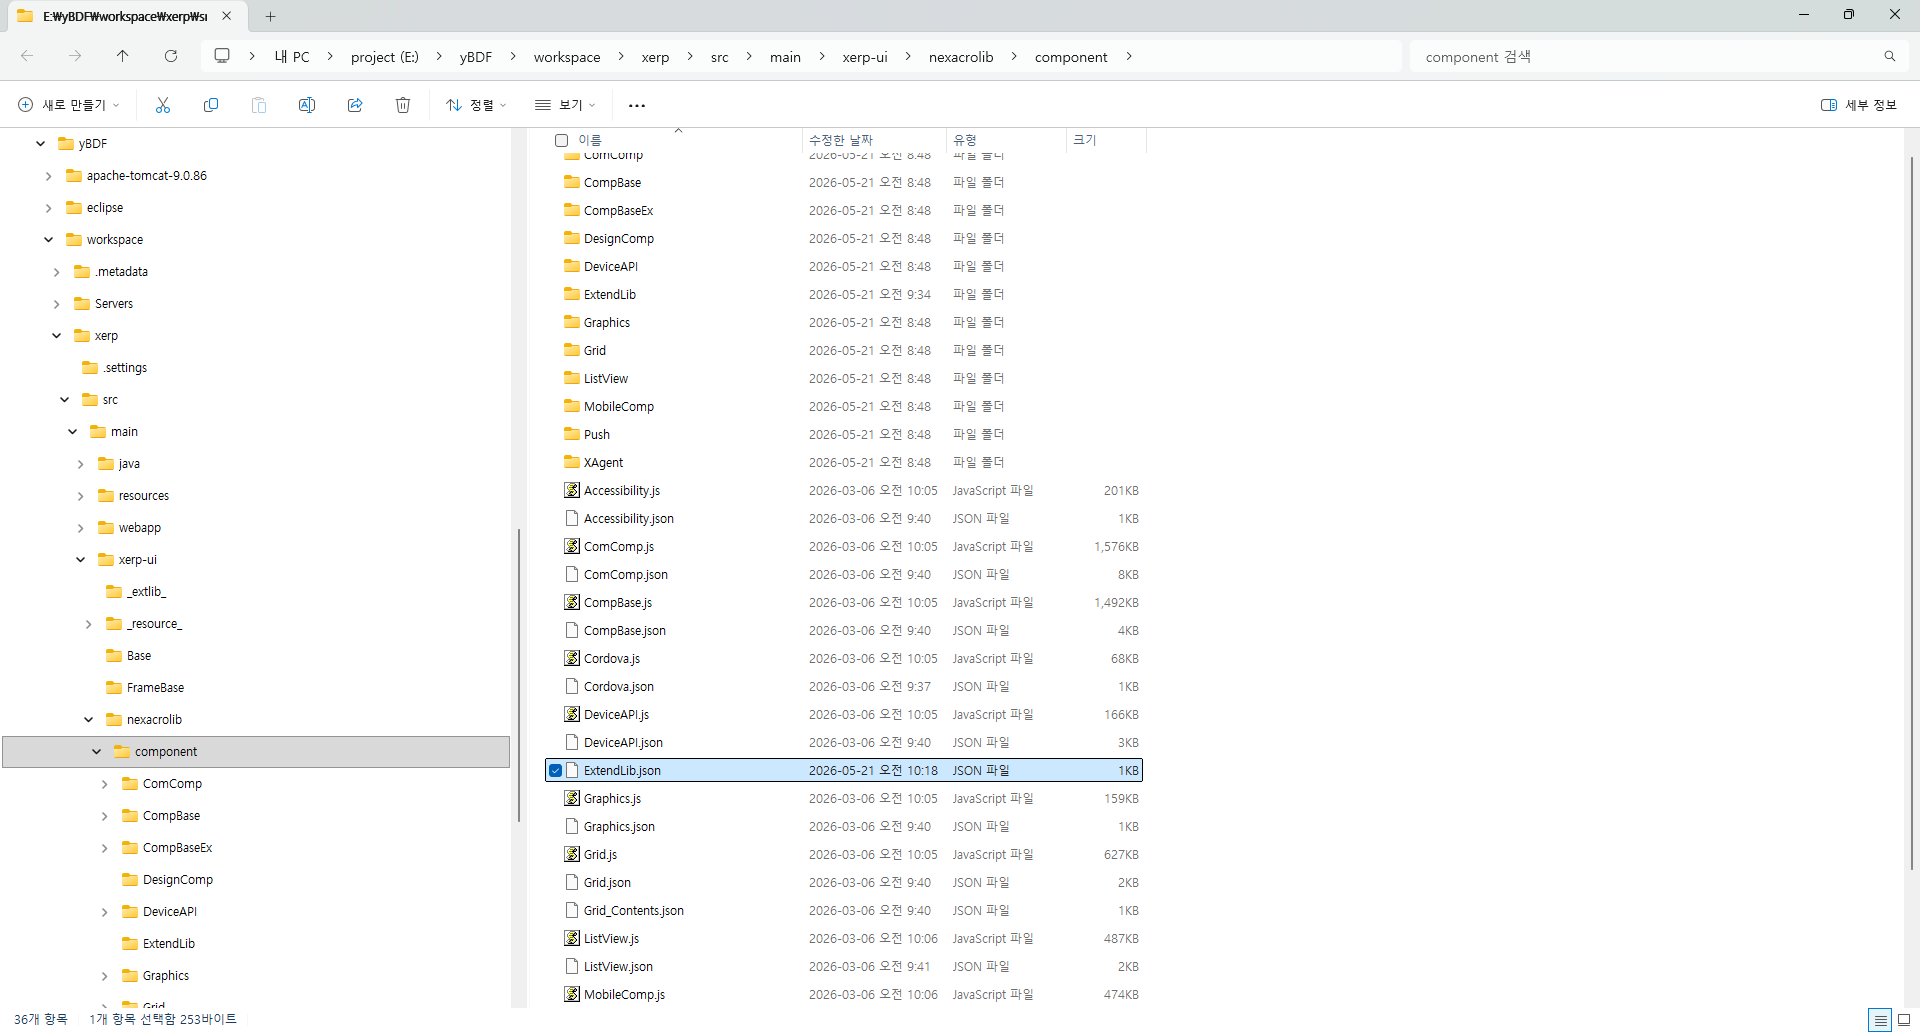 E:₩yBDF₩workspace₩xerp₩sr
내 PC > project (E:) > yBDF > workspace > xerp > src > main > xerp-ui > nexacrolib > component >
component 검색
새로 만들기
정렬
보기
세부 정보
yBDF
apache-tomcat-9.0.86
eclipse
workspace
.metadata
Servers
xerp
.settings
src
main
java
resources
webapp
xerp-ui
_extlib_
_resource_
Base
FrameBase
nexacrolib
component
ComComp
CompBase
CompBaseEx
DesignComp
DeviceAPI
ExtendLib
Graphics
Grid
이름 수정한 날짜 유형 크기
ComComp 2026-05-21 오전 8:48 파일 폴더
CompBase 2026-05-21 오전 8:48 파일 폴더
CompBaseEx 2026-05-21 오전 8:48 파일 폴더
DesignComp 2026-05-21 오전 8:48 파일 폴더
DeviceAPI 2026-05-21 오전 8:48 파일 폴더
ExtendLib 2026-05-21 오전 9:34 파일 폴더
Graphics 2026-05-21 오전 8:48 파일 폴더
Grid 2026-05-21 오전 8:48 파일 폴더
ListView 2026-05-21 오전 8:48 파일 폴더
MobileComp 2026-05-21 오전 8:48 파일 폴더
Push 2026-05-21 오전 8:48 파일 폴더
XAgent 2026-05-21 오전 8:48 파일 폴더
Accessibility.js 2026-03-06 오전 10:05 JavaScript 파일 201KB
Accessibility.json 2026-03-06 오전 9:40 JSON 파일 1KB
ComComp.js 2026-03-06 오전 10:05 JavaScript 파일 1,576KB
ComComp.json 2026-03-06 오전 9:40 JSON 파일 8KB
CompBase.js 2026-03-06 오전 10:05 JavaScript 파일 1,492KB
CompBase.json 2026-03-06 오전 9:40 JSON 파일 4KB
Cordova.js 2026-03-06 오전 10:05 JavaScript 파일 68KB
Cordova.json 2026-03-06 오전 9:37 JSON 파일 1KB
DeviceAPI.js 2026-03-06 오전 10:05 JavaScript 파일 166KB
DeviceAPI.json 2026-03-06 오전 9:40 JSON 파일 3KB
ExtendLib.json 2026-05-21 오전 10:18 JSON 파일 1KB
Graphics.js 2026-03-06 오전 10:05 JavaScript 파일 159KB
Graphics.json 2026-03-06 오전 9:40 JSON 파일 1KB
Grid.js 2026-03-06 오전 10:05 JavaScript 파일 627KB
Grid.json 2026-03-06 오전 9:40 JSON 파일 2KB
Grid_Contents.json 2026-03-06 오전 9:40 JSON 파일 1KB
ListView.js 2026-03-06 오전 10:06 JavaScript 파일 487KB
ListView.json 2026-03-06 오전 9:41 JSON 파일 2KB
MobileComp.js 2026-03-06 오전 10:06 JavaScript 파일 474KB
36개 항목 1개 항목 선택함 253바이트